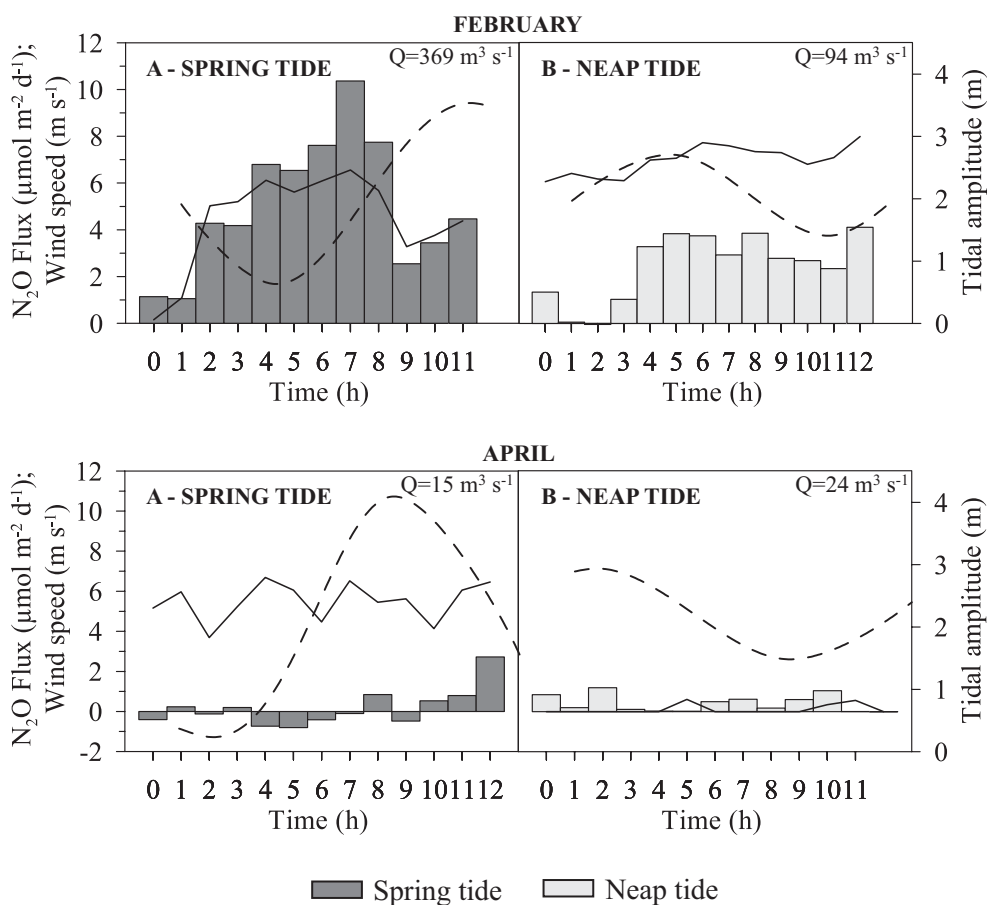 FEBRUARY
N₂O Flux (µmol m⁻² d⁻¹);
Wind speed (m s⁻¹)
12
10
8
6
4
2
0
A - SPRING TIDE
Q=369 m³ s⁻¹
0 1 2 3 4 5 6 7 8 9 10 11
Time (h)
B - NEAP TIDE
Q=94 m³ s⁻¹
0 1 2 3 4 5 6 7 8 9 10 11 12
Time (h)
4
3
2
1
0
Tidal amplitude (m)
APRIL
N₂O Flux (µmol m⁻² d⁻¹);
Wind speed (m s⁻¹)
12
10
8
6
4
2
0
-2
A - SPRING TIDE
Q=15 m³ s⁻¹
0 1 2 3 4 5 6 7 8 9 10 11 12
Time (h)
B - NEAP TIDE
Q=24 m³ s⁻¹
0 1 2 3 4 5 6 7 8 9 10 11
Time (h)
4
3
2
1
0
Tidal amplitude (m)
Spring tide
Neap tide